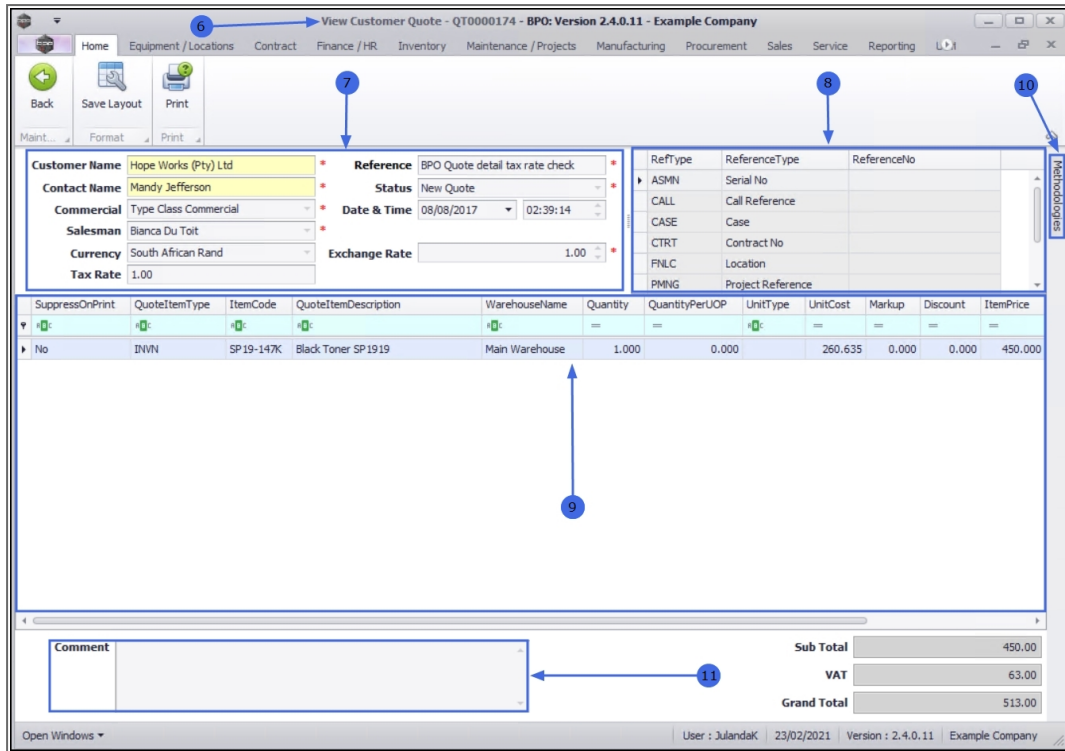 6
View Customer Quote - QT0000174 - BPO: Version 2.4.0.11 - Example Company
Home Equipment / Locations Contract Finance / HR Inventory Maintenance / Projects Manufacturing Procurement Sales Service Reporting
Back Save Layout Print
7 8 10
Maint... Format Print
Customer Name Hope Works (Pty) Ltd * Reference BPO Quote detail tax rate check *
Contact Name Mandy Jefferson * Status New Quote *
Commercial Type Class Commercial * Date & Time 08/08/2017 02:39:14
Salesman Bianca Du Toit *
Currency South African Rand Exchange Rate 1.00 *
Tax Rate 1.00
RefType ReferenceType ReferenceNo
ASMN Serial No
CALL Call Reference
CASE Case
CTRT Contract No
FNLC Location
PMNG Project Reference
Methodologies
SuppressOnPrint QuoteItemType ItemCode QuoteItemDescription WarehouseName Quantity QuantityPerUOP UnitType UnitCost Markup Discount ItemPrice
ABC ABC ABC ABC ABC = = ABC = = = =
No INVN SP19-147K Black Toner SP1919 Main Warehouse 1.000 0.000 260.635 0.000 0.000 450.000
9
Comment
11
Sub Total 450.00
VAT 63.00
Grand Total 513.00
Open Windows User : JulandaK 23/02/2021 Version : 2.4.0.11 Example Company